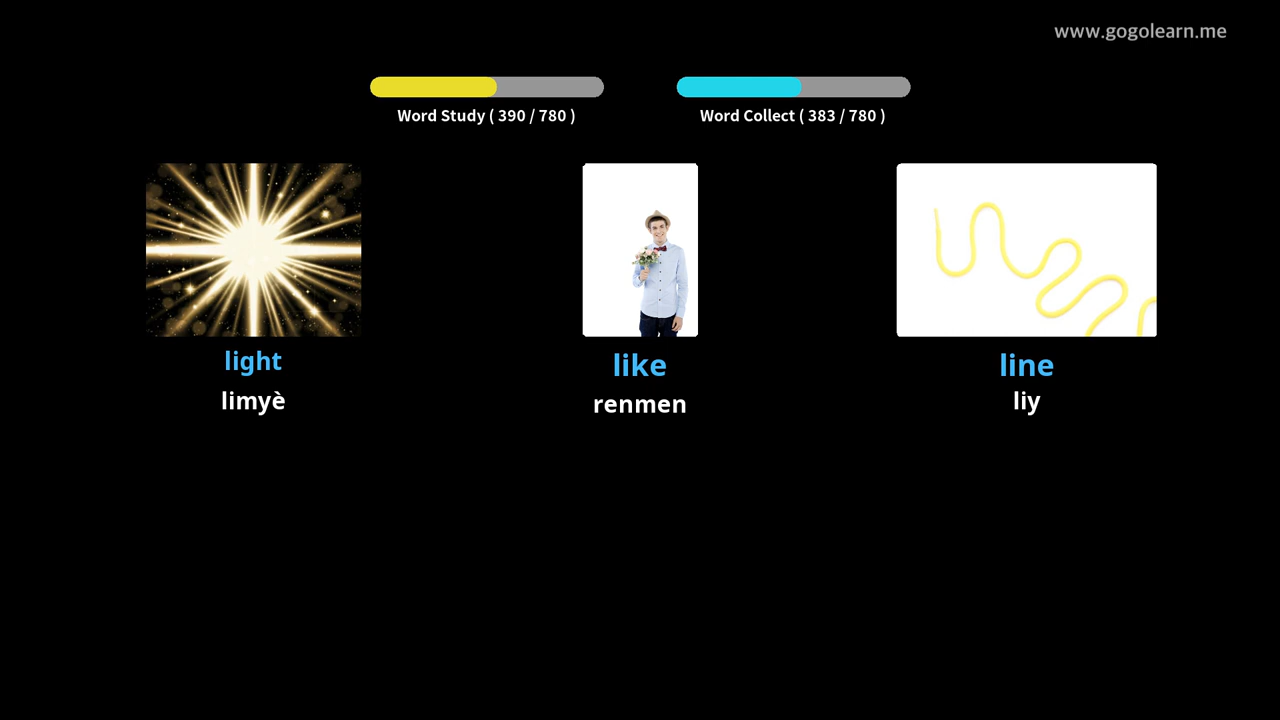 www.gogolearn.me
Word Study ( 390 / 780 )
Word Collect ( 383 / 780 )
light
like
line
limyè
renmen
liy